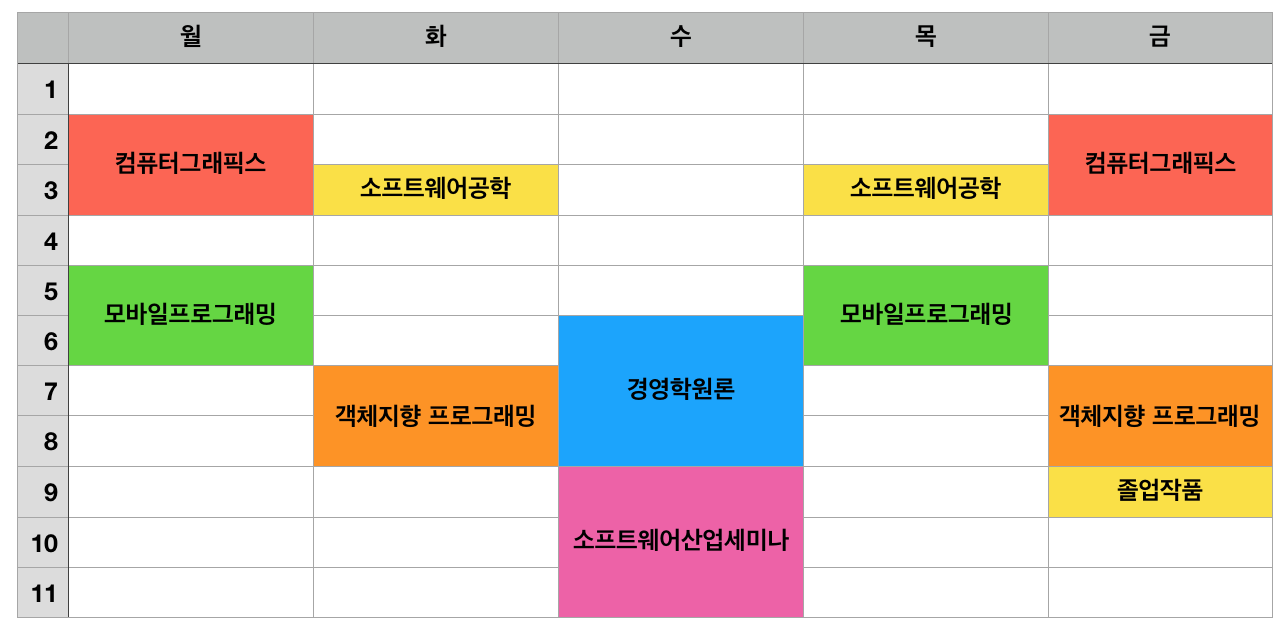 월 화 수 목 금
1
2
컴퓨터그래픽스 컴퓨터그래픽스
3 소프트웨어공학 소프트웨어공학
4
5
모바일프로그래밍 모바일프로그래밍
6
7 경영학원론
객체지향 프로그래밍 객체지향 프로그래밍
8
9 졸업작품
10 소프트웨어산업세미나
11